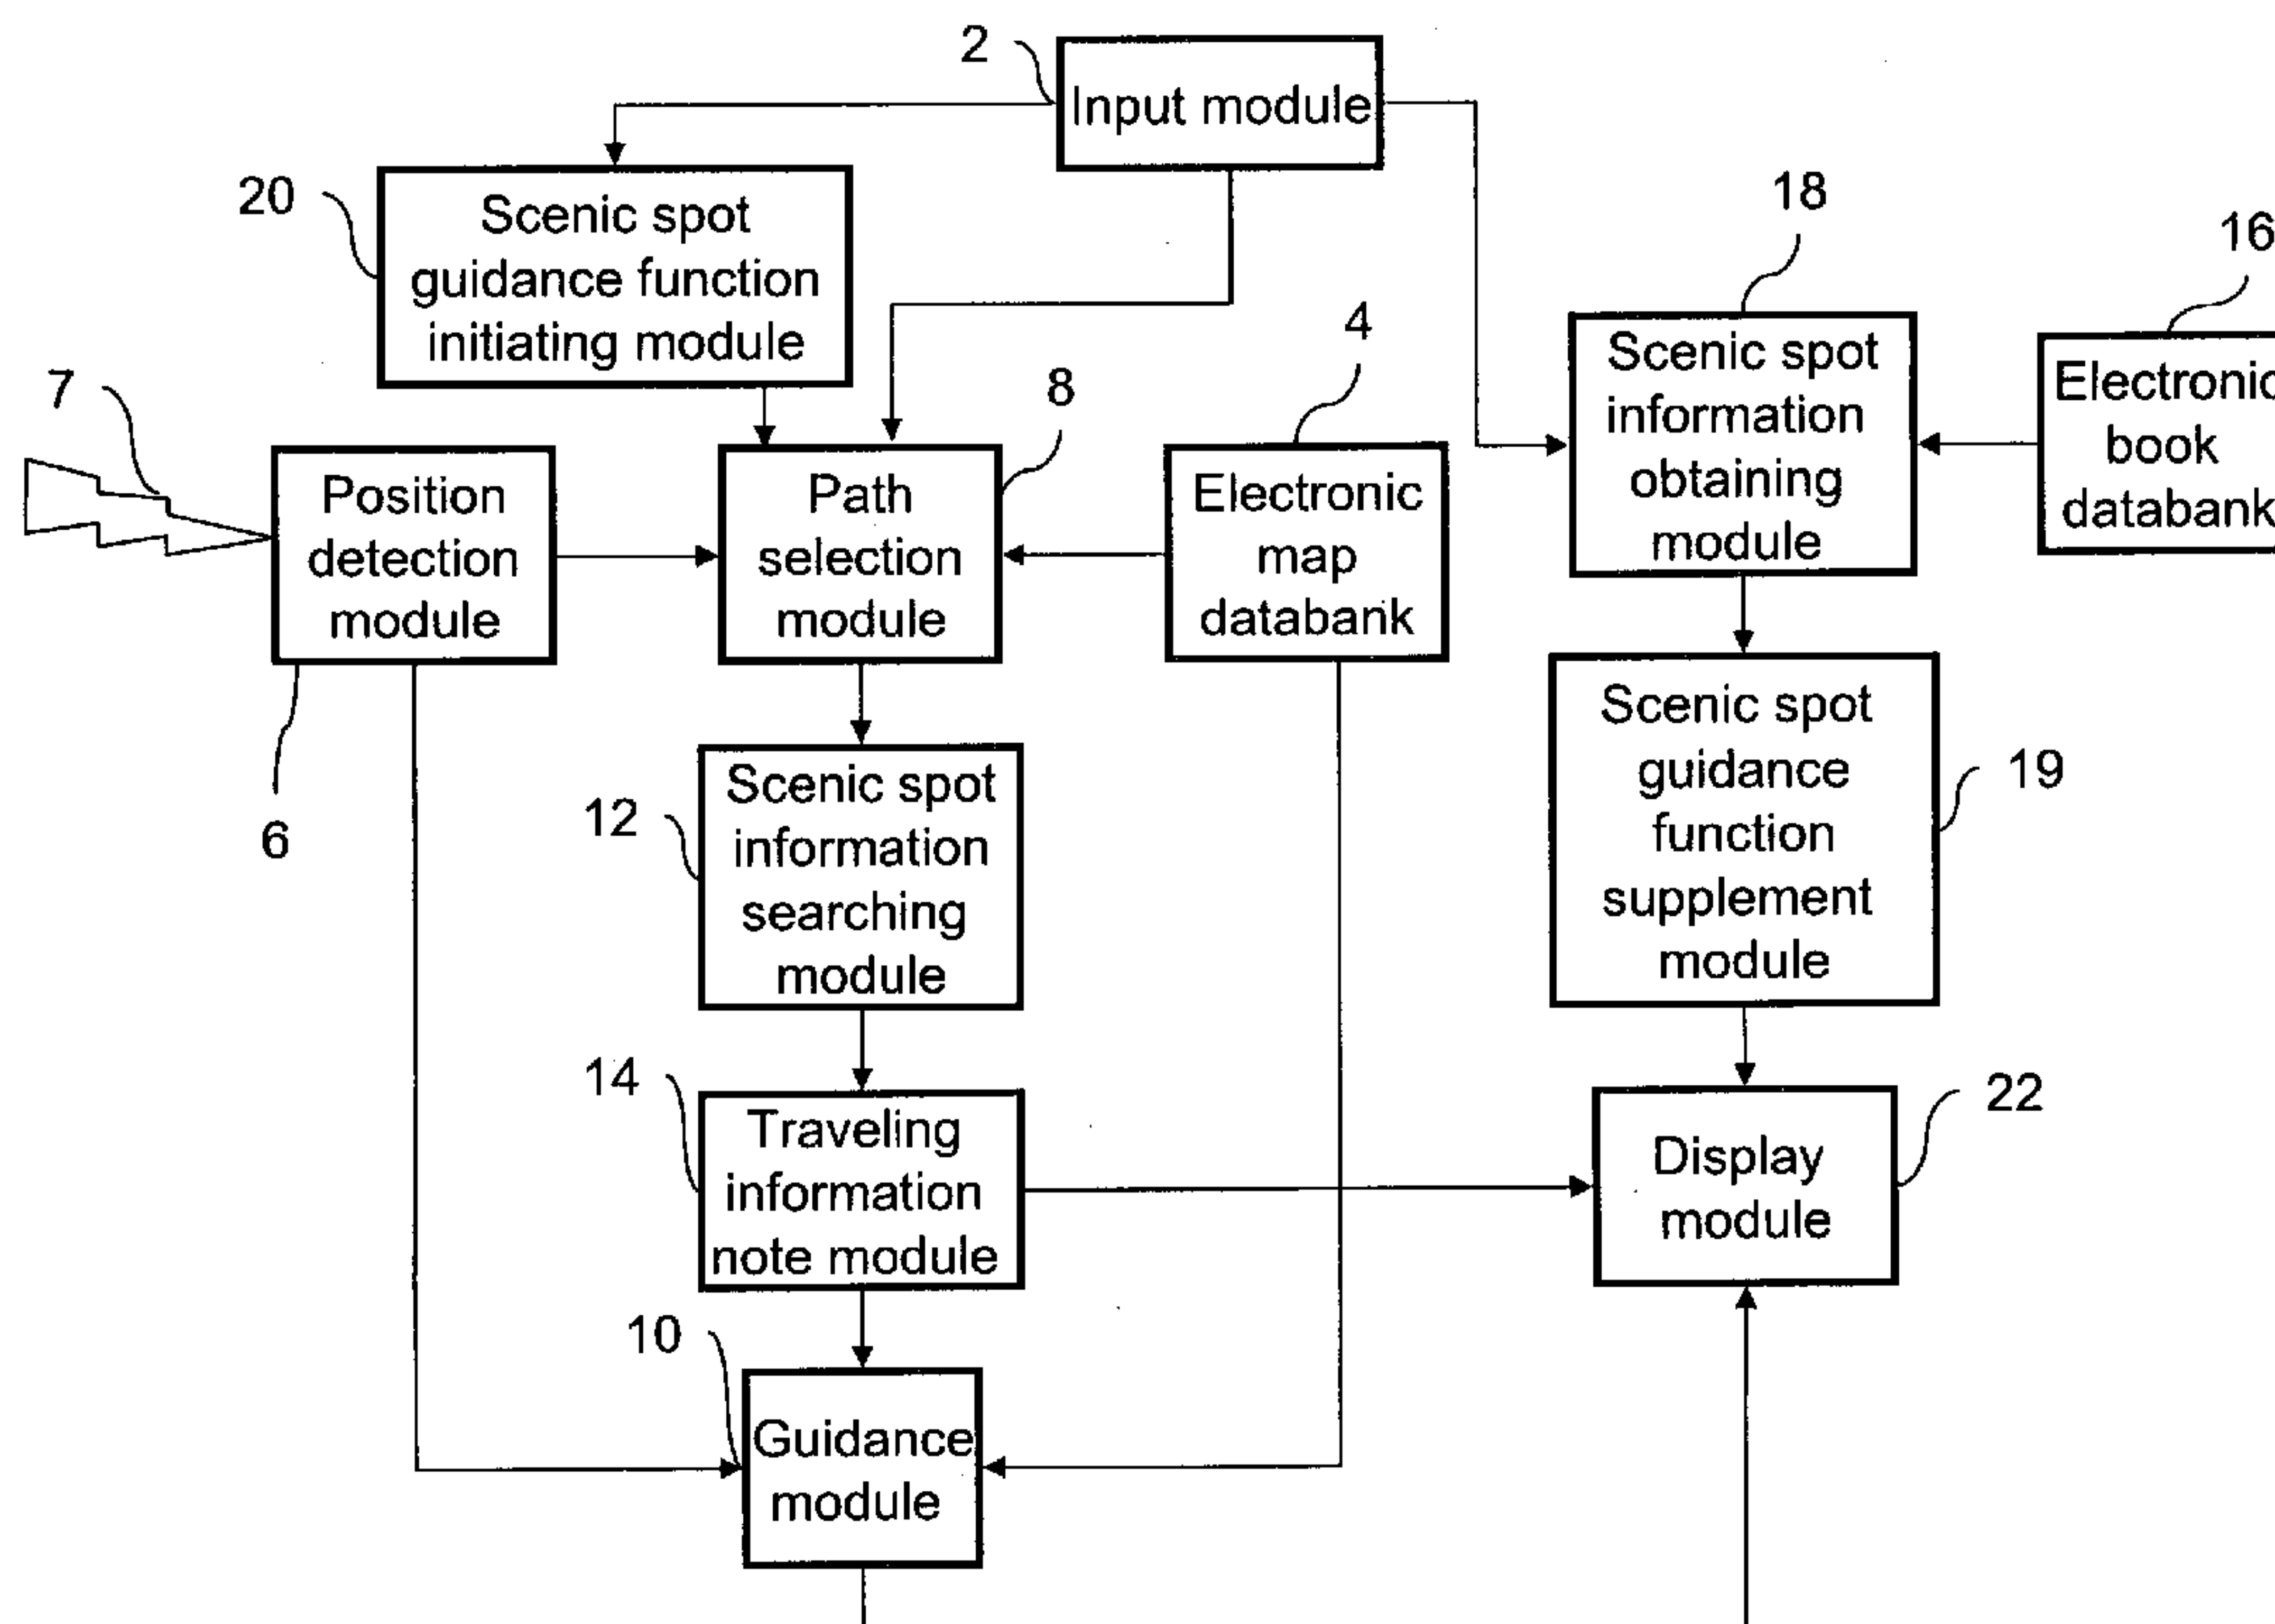 2
Input module
20
Scenic spot
guidance function
initiating module
18
16
4
8
7
Scenic spot
information
obtaining
module
Electronic
book
databank
Position
detection
module
Path
selection
module
Electronic
map
databank
6
12
Scenic spot
information
searching
module
Scenic spot
guidance
function
supplement
module
19
14
Traveling
information
note module
22
Display
module
10
Guidance
module